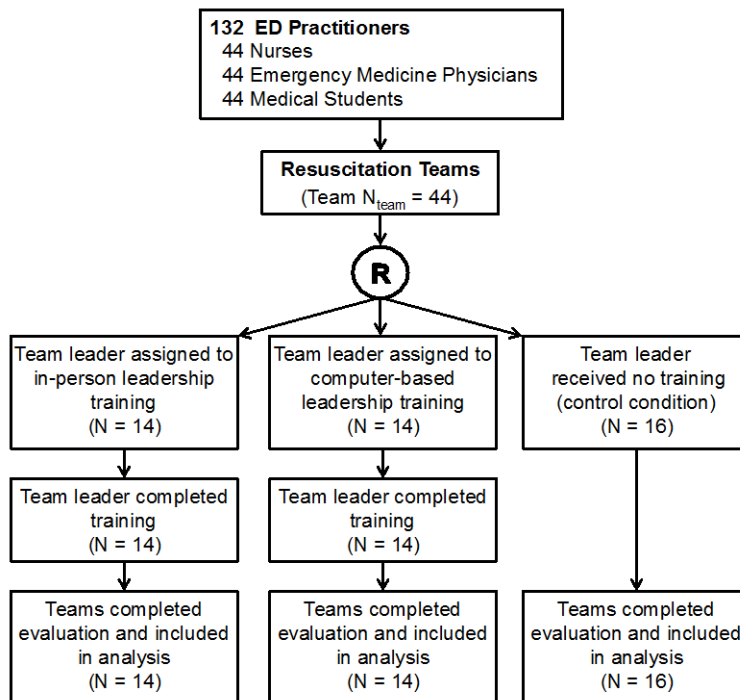 132 ED Practitioners
44 Nurses
44 Emergency Medicine Physicians
44 Medical Students
Resuscitation Teams
(Team Nteam = 44)
R
Team leader assigned to
in-person leadership
training
(N = 14)
Team leader assigned to
computer-based
leadership training
(N = 14)
Team leader
received no training
(control condition)
(N = 16)
Team leader completed
training
(N = 14)
Team leader completed
training
(N = 14)
Teams completed
evaluation and included
in analysis
(N = 14)
Teams completed
evaluation and included
in analysis
(N = 14)
Teams completed
evaluation and included
in analysis
(N = 16)